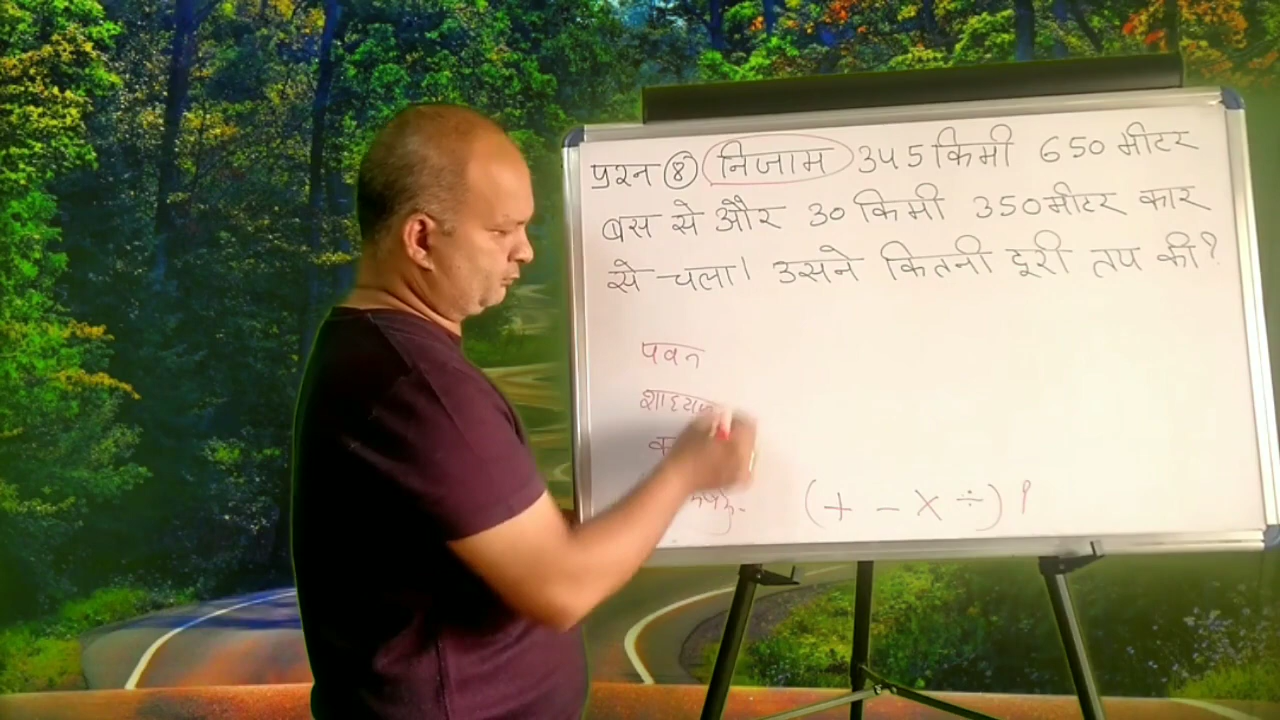 प्रश्न ⑧ निजाम 345 किमी 650 मीटर
बस से और 30 किमी 350 मीटर कार
से चला। उसने कितनी दूरी तय की?
पवन
(+ - × ÷) ?